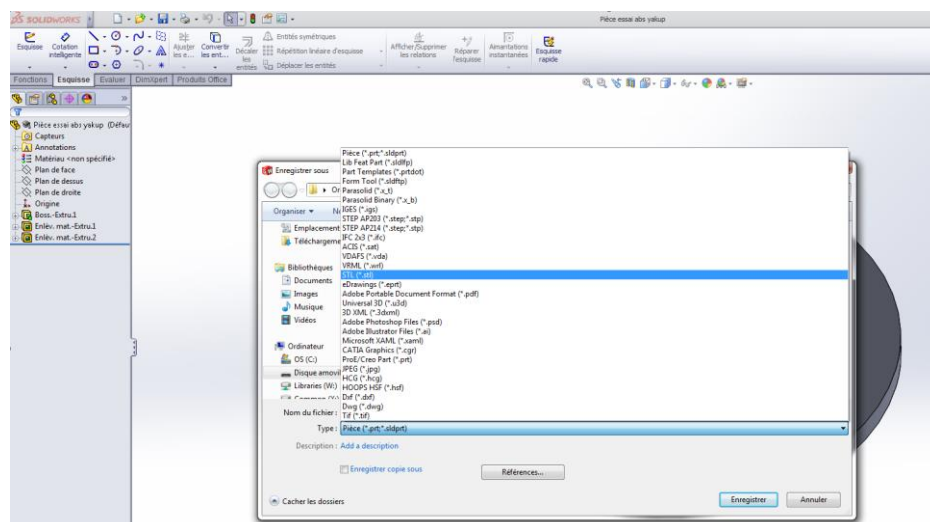 SOLIDWORKS
Pièce essai abs yakup
Esquisse
Cotation intelligente
Ajuster les e...
Convertir les ent...
Décaler les entités
Entités symétriques
Répétition linéaire d'esquisse
Déplacer les entités
Afficher/Supprimer les relations
Réparer l'esquisse
Aimantations instantanées
Esquisse rapide
Fonctions Esquisse Evaluer DimXpert Produits Office
Pièce essai abs yakup (Défau
Capteurs
Annotations
Matériau <non spécifié>
Plan de face
Plan de dessus
Plan de droite
Origine
Boss.-Extru.1
Enlèv. mat.-Extru.1
Enlèv. mat.-Extru.2
Enregistrer sous
Or
Organiser N
Emplacement
Téléchargeme
Bibliothèques
Documents
Images
Musique
Vidéos
Ordinateur
OS (C:)
Disque amovi
Libraries (W:)
Pièce (*.prt;*.sldprt)
Lib Feat Part (*.sldlfp)
Part Templates (*.prtdot)
Form Tool (*.sldftp)
Parasolid (*.x_t)
Parasolid Binary (*.x_b)
IGES (*.igs)
STEP AP203 (*.step;*.stp)
STEP AP214 (*.step;*.stp)
IFC 2x3 (*.ifc)
ACIS (*.sat)
VDAFS (*.vda)
VRML (*.wrl)
STL (*.stl)
eDrawings (*.eprt)
Adobe Portable Document Format (*.pdf)
Universal 3D (*.u3d)
3D XML (*.3dxml)
Adobe Photoshop Files (*.psd)
Adobe Illustrator Files (*.ai)
Microsoft XAML (*.xaml)
CATIA Graphics (*.cgr)
ProE/Creo Part (*.prt)
JPEG (*.jpg)
HCG (*.hcg)
HOOPS HSF (*.hsf)
Dxf (*.dxf)
Dwg (*.dwg)
Tif (*.tif)
Nom du fichier :
Type : Pièce (*.prt;*.sldprt)
Description : Add a description
Enregistrer copie sous
Références...
Cacher les dossiers
Enregistrer Annuler